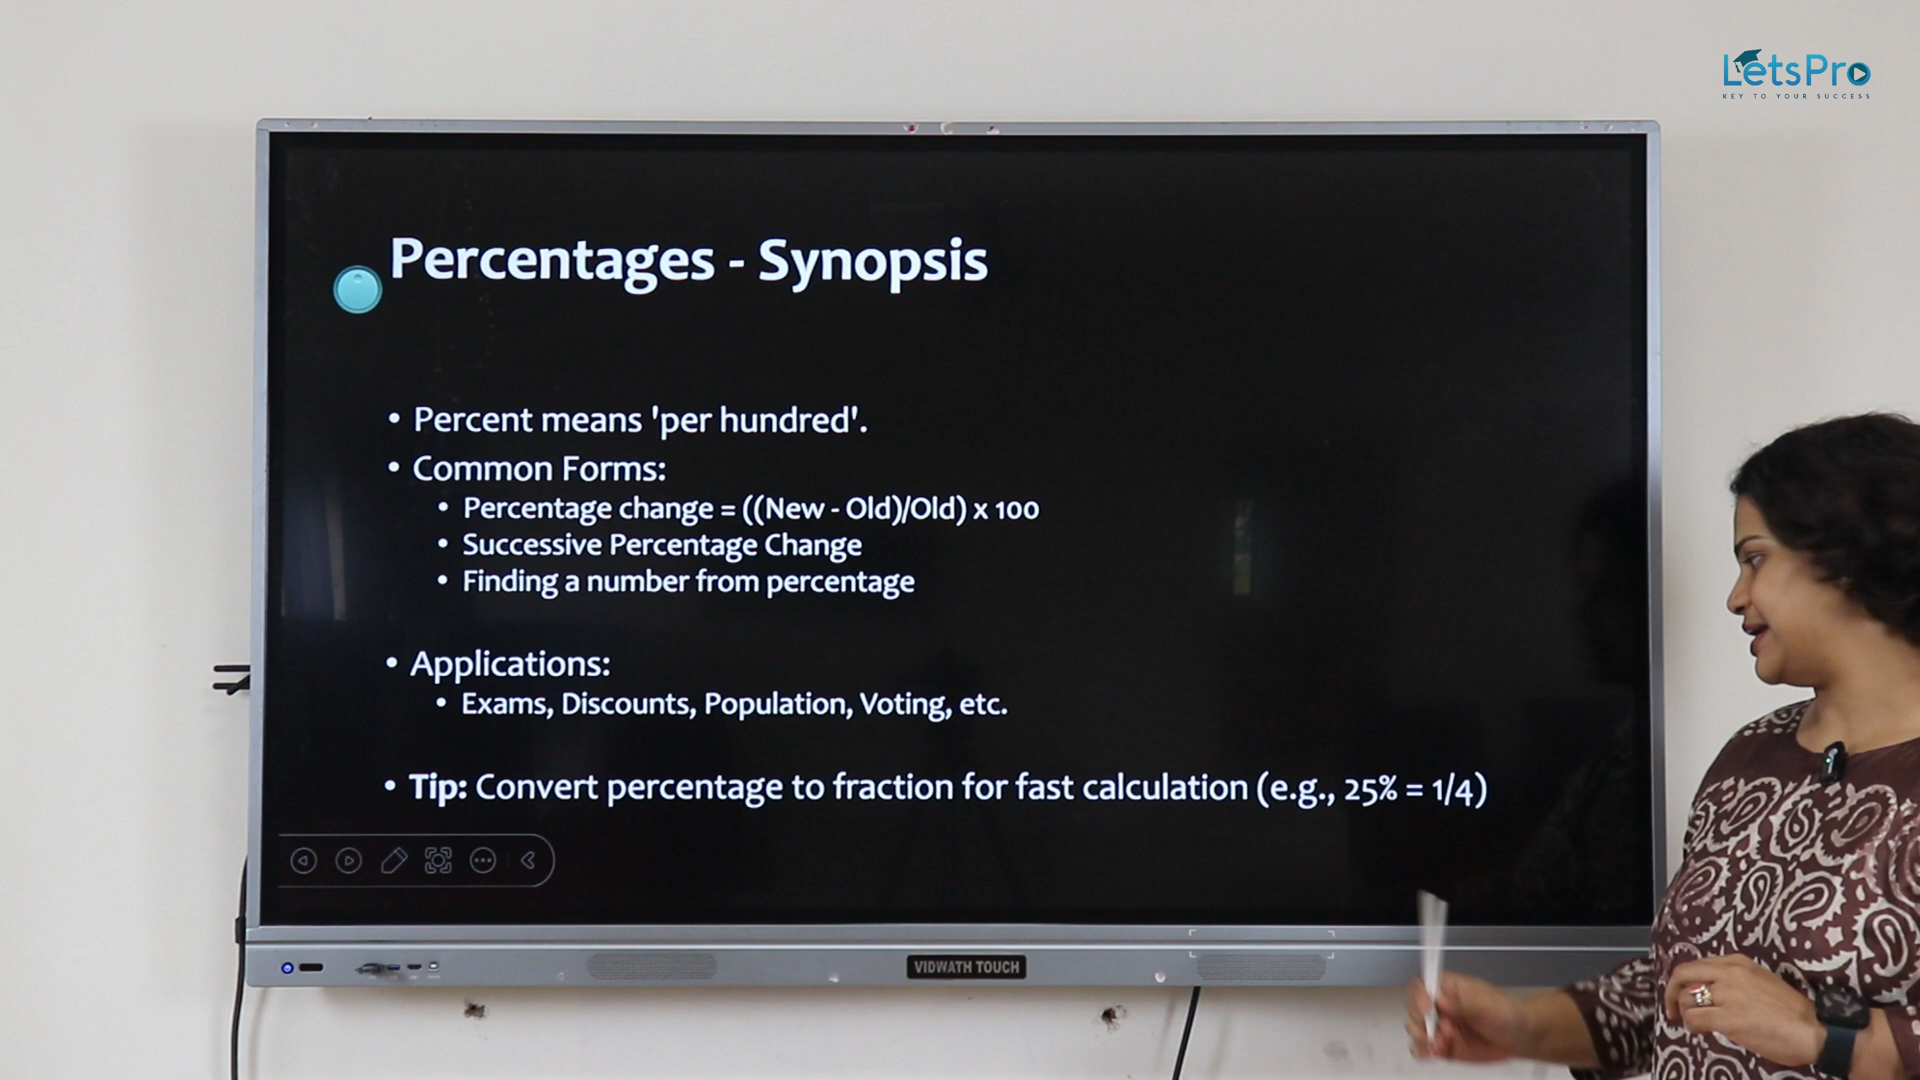 LetsPro
KEY TO YOUR SUCCESS
Percentages - Synopsis
• Percent means 'per hundred'.
• Common Forms:
• Percentage change = ((New - Old)/Old) x 100
• Successive Percentage Change
• Finding a number from percentage
• Applications:
• Exams, Discounts, Population, Voting, etc.
• Tip: Convert percentage to fraction for fast calculation (e.g., 25% = 1/4)
VIDWATH TOUCH